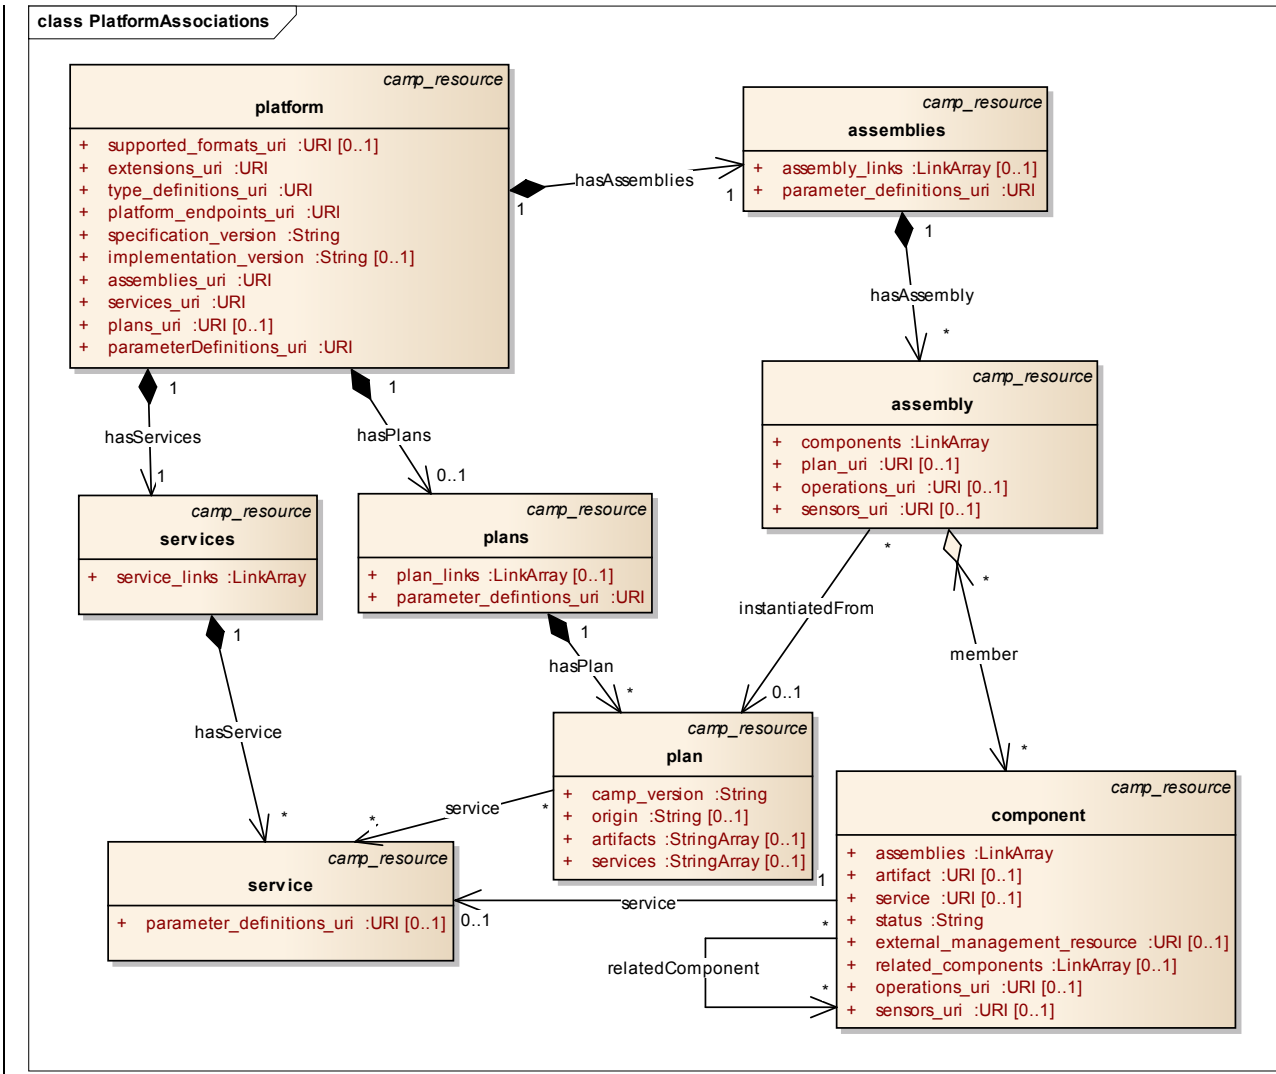 class PlatformAssociations
camp_resource
platform
+ supported_formats_uri :URI [0..1]
+ extensions_uri :URI
+ type_definitions_uri :URI
+ platform_endpoints_uri :URI
+ specification_version :String
+ implementation_version :String [0..1]
+ assemblies_uri :URI
+ services_uri :URI
+ plans_uri :URI [0..1]
+ parameterDefinitions_uri :URI
1
hasAssemblies
1
camp_resource
assemblies
+ assembly_links :LinkArray [0..1]
+ parameter_definitions_uri :URI
1
hasAssembly
*
camp_resource
assembly
+ components :LinkArray
+ plan_uri :URI [0..1]
+ operations_uri :URI [0..1]
+ sensors_uri :URI [0..1]
1
hasServices
1
1
hasPlans
0..1
camp_resource
services
+ service_links :LinkArray
camp_resource
plans
+ plan_links :LinkArray [0..1]
+ parameter_defintions_uri :URI
*
instantiatedFrom
0..1
*
member
*
1
hasPlan
*
1
hasService
*
camp_resource
plan
+ camp_version :String
+ origin :String [0..1]
+ artifacts :StringArray [0..1]
+ services :StringArray [0..1]
*
service
*
camp_resource
service
+ parameter_definitions_uri :URI [0..1]
camp_resource
component
+ assemblies :LinkArray
+ artifact :URI [0..1]
+ service :URI [0..1]
+ status :String
+ external_management_resource :URI [0..1]
+ related_components :LinkArray [0..1]
+ operations_uri :URI [0..1]
+ sensors_uri :URI [0..1]
1
service
0..1
*
relatedComponent
*